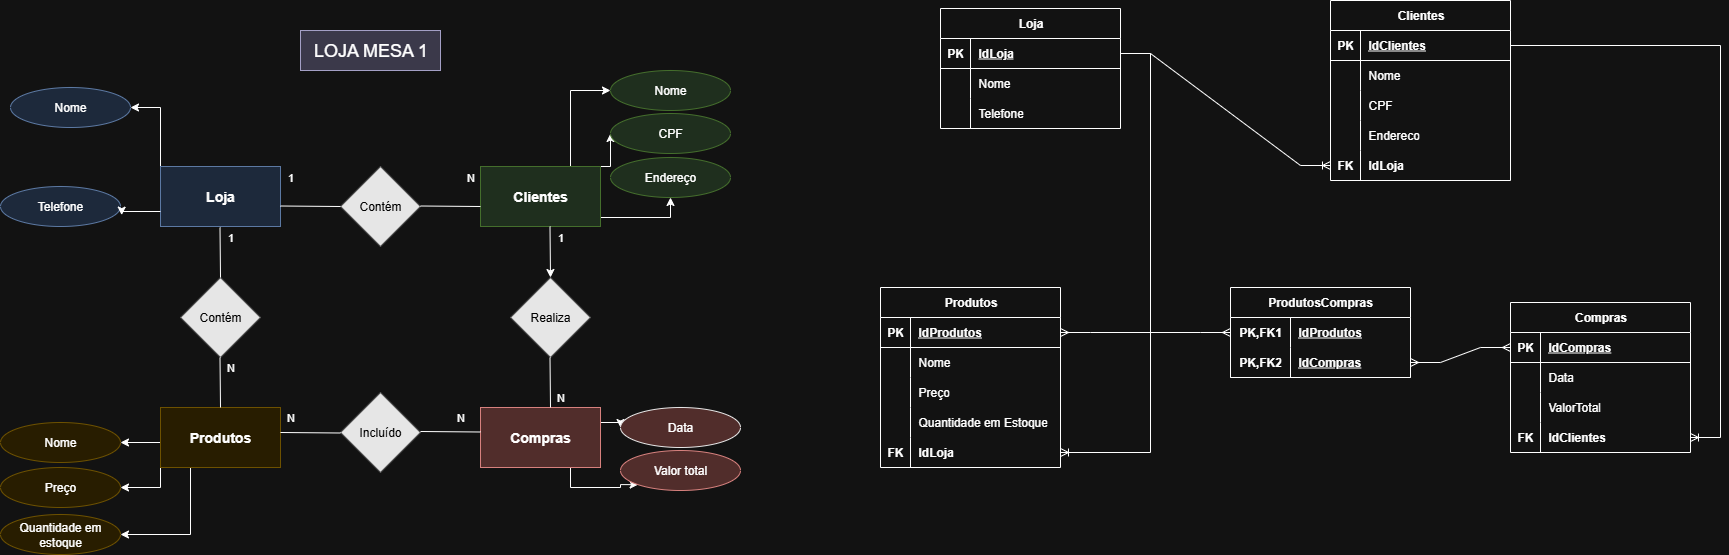 LOJA MESA 1
Nome
Telefone
Loja
1
Contém
N
Clientes
Nome
CPF
Endereço
1
1
Contém
Realiza
N
N
Produtos
N
Incluído
N
Compras
Nome
Preço
Quantidade em
estoque
Data
Valor total
Loja
PK IdLoja
Nome
Telefone
Clientes
PK IdClientes
Nome
CPF
Endereco
FK IdLoja
Produtos
PK IdProdutos
Nome
Preço
Quantidade em Estoque
FK IdLoja
ProdutosCompras
PK,FK1 IdProdutos
PK,FK2 IdCompras
Compras
PK IdCompras
Data
ValorTotal
FK IdClientes